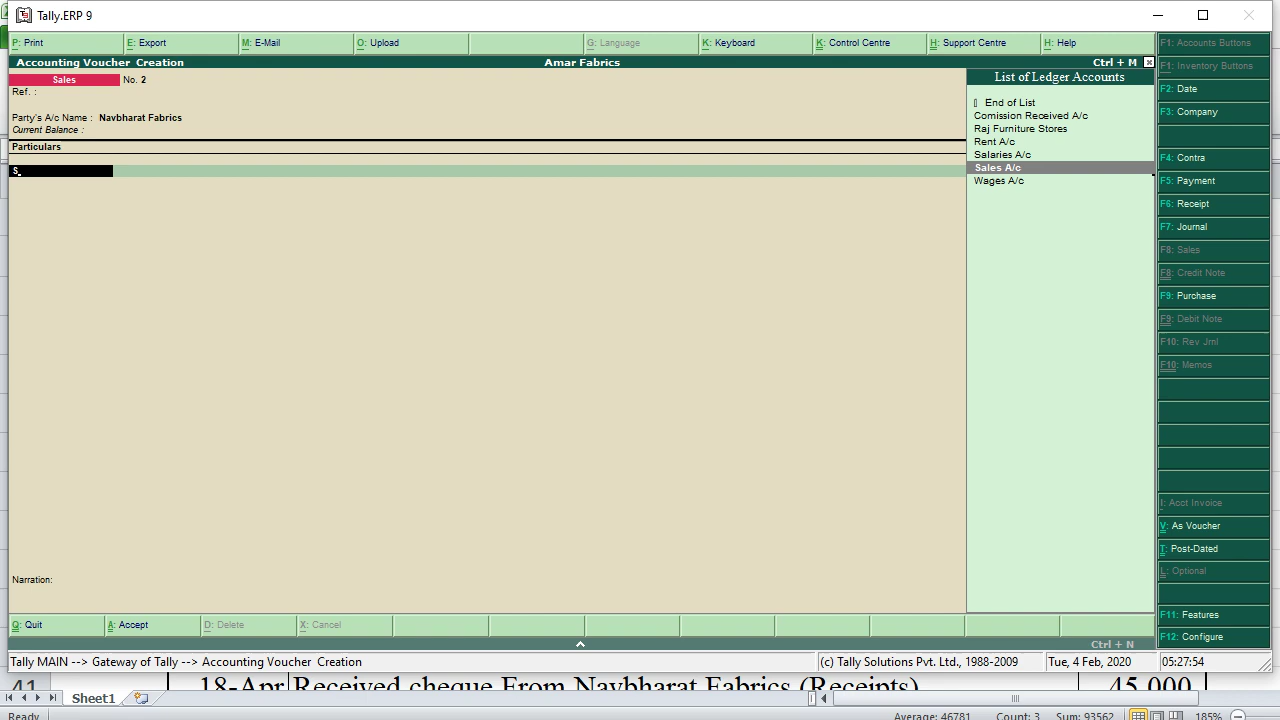 Tally.ERP 9
P: Print
E: Export
M: E-Mail
O: Upload
G: Language
K: Keyboard
K: Control Centre
H: Support Centre
H: Help
Accounting Voucher Creation
Amar Fabrics
Ctrl + M
Sales
No. 2
Ref. :
Party's A/c Name : Navbharat Fabrics
Current Balance :
Particulars
S
List of Ledger Accounts
End of List
Comission Received A/c
Raj Furniture Stores
Rent A/c
Salaries A/c
Sales A/c
Wages A/c
F1: Accounts Buttons
F1: Inventory Buttons
F2: Date
F3: Company
F4: Contra
F5: Payment
F6: Receipt
F7: Journal
F8: Sales
F8: Credit Note
F9: Purchase
F9: Debit Note
F10: Rev Jrnl
F10: Memos
I: Acct Invoice
V: As Voucher
T: Post-Dated
L: Optional
F11: Features
F12: Configure
Narration:
Q: Quit
A: Accept
D: Delete
X: Cancel
Ctrl + N
Tally MAIN --> Gateway of Tally --> Accounting Voucher Creation
(c) Tally Solutions Pvt. Ltd., 1988-2009
Tue, 4 Feb, 2020
05:27:54
41
18-Apr Received cheque From Navbharat Fabrics (Receipts) 45,000
Sheet1
Ready
Average: 46781
Count: 3
Sum: 93562
185%